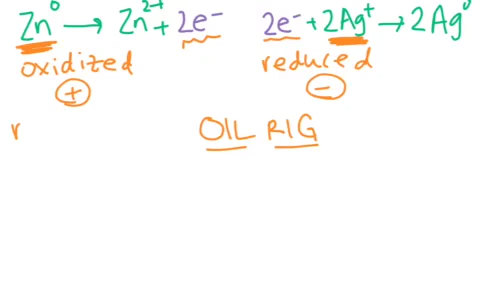 Zn⁰ → Zn²⁺ + 2e⁻ 2e⁻ + 2Ag⁺ → 2Ag⁰
oxidized reduced
+ −
r OIL RIG